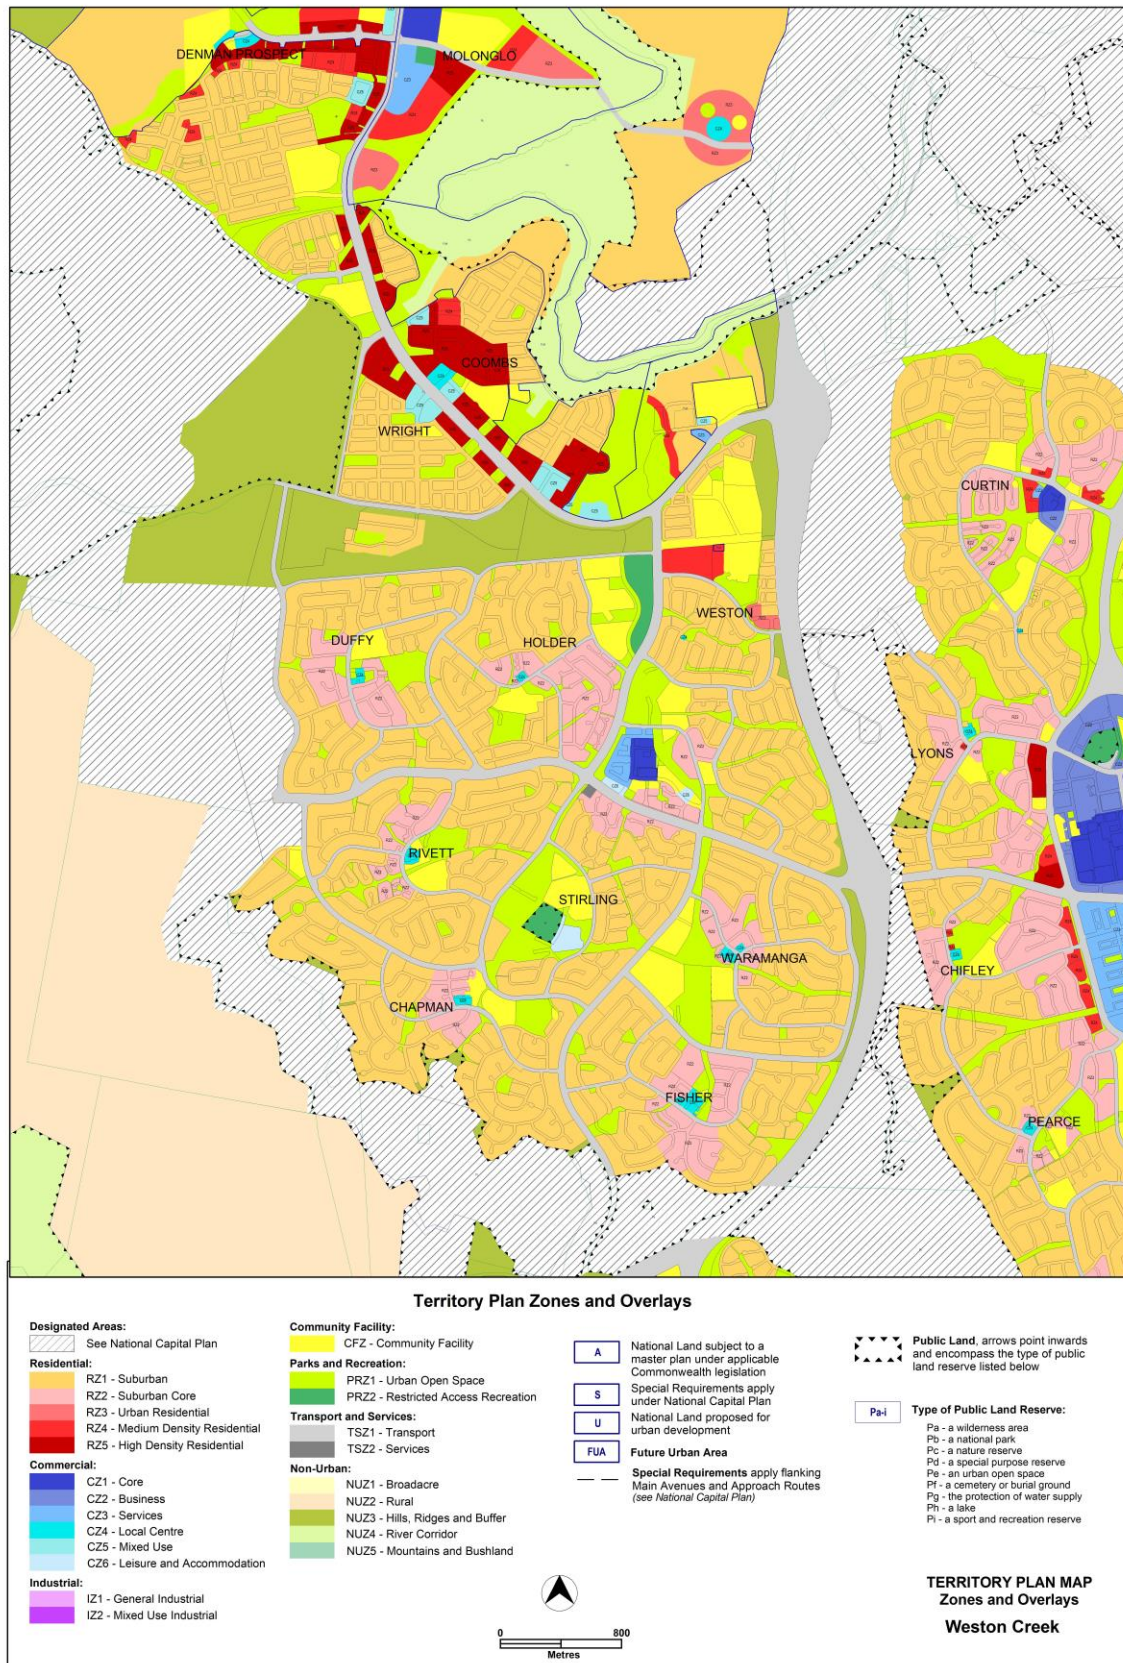 DENMAN PROSPECT
MOLONGLO
COOMBS
WRIGHT
CURTIN
WESTON
DUFFY
HOLDER
LYONS
RIVETT
STIRLING
WARAMANGA
CHIFLEY
CHAPMAN
FISHER
PEARCE
Territory Plan Zones and Overlays
Designated Areas:
See National Capital Plan
Residential:
RZ1 - Suburban
RZ2 - Suburban Core
RZ3 - Urban Residential
RZ4 - Medium Density Residential
RZ5 - High Density Residential
Commercial:
CZ1 - Core
CZ2 - Business
CZ3 - Services
CZ4 - Local Centre
CZ5 - Mixed Use
CZ6 - Leisure and Accommodation
Industrial:
IZ1 - General Industrial
IZ2 - Mixed Use Industrial
Community Facility:
CFZ - Community Facility
Parks and Recreation:
PRZ1 - Urban Open Space
PRZ2 - Restricted Access Recreation
Transport and Services:
TSZ1 - Transport
TSZ2 - Services
Non-Urban:
NUZ1 - Broadacre
NUZ2 - Rural
NUZ3 - Hills, Ridges and Buffer
NUZ4 - River Corridor
NUZ5 - Mountains and Bushland
A
National Land subject to a
master plan under applicable
Commonwealth legislation
S
Special Requirements apply
under National Capital Plan
U
National Land proposed for
urban development
FUA
Future Urban Area
Special Requirements apply flanking
Main Avenues and Approach Routes
(see National Capital Plan)
Public Land, arrows point inwards
and encompass the type of public
land reserve listed below
Pa-i
Type of Public Land Reserve:
Pa - a wilderness area
Pb - a national park
Pc - a nature reserve
Pd - a special purpose reserve
Pe - an urban open space
Pf - a cemetery or burial ground
Pg - the protection of water supply
Ph - a lake
Pi - a sport and recreation reserve
0 800
Metres
TERRITORY PLAN MAP
Zones and Overlays
Weston Creek